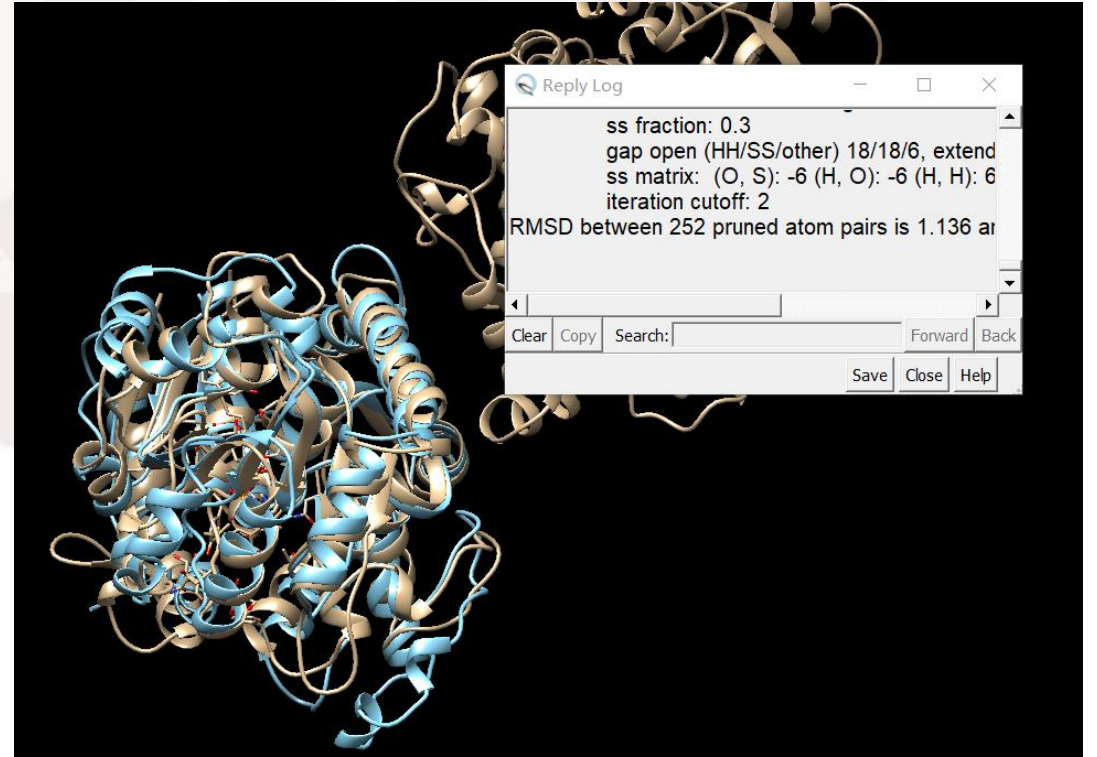 Reply Log
ss fraction: 0.3
gap open (HH/SS/other) 18/18/6, extend
ss matrix:  (O, S): -6 (H, O): -6 (H, H): 6
iteration cutoff: 2
RMSD between 252 pruned atom pairs is 1.136 an
Clear Copy Search: Forward Back
Save Close Help